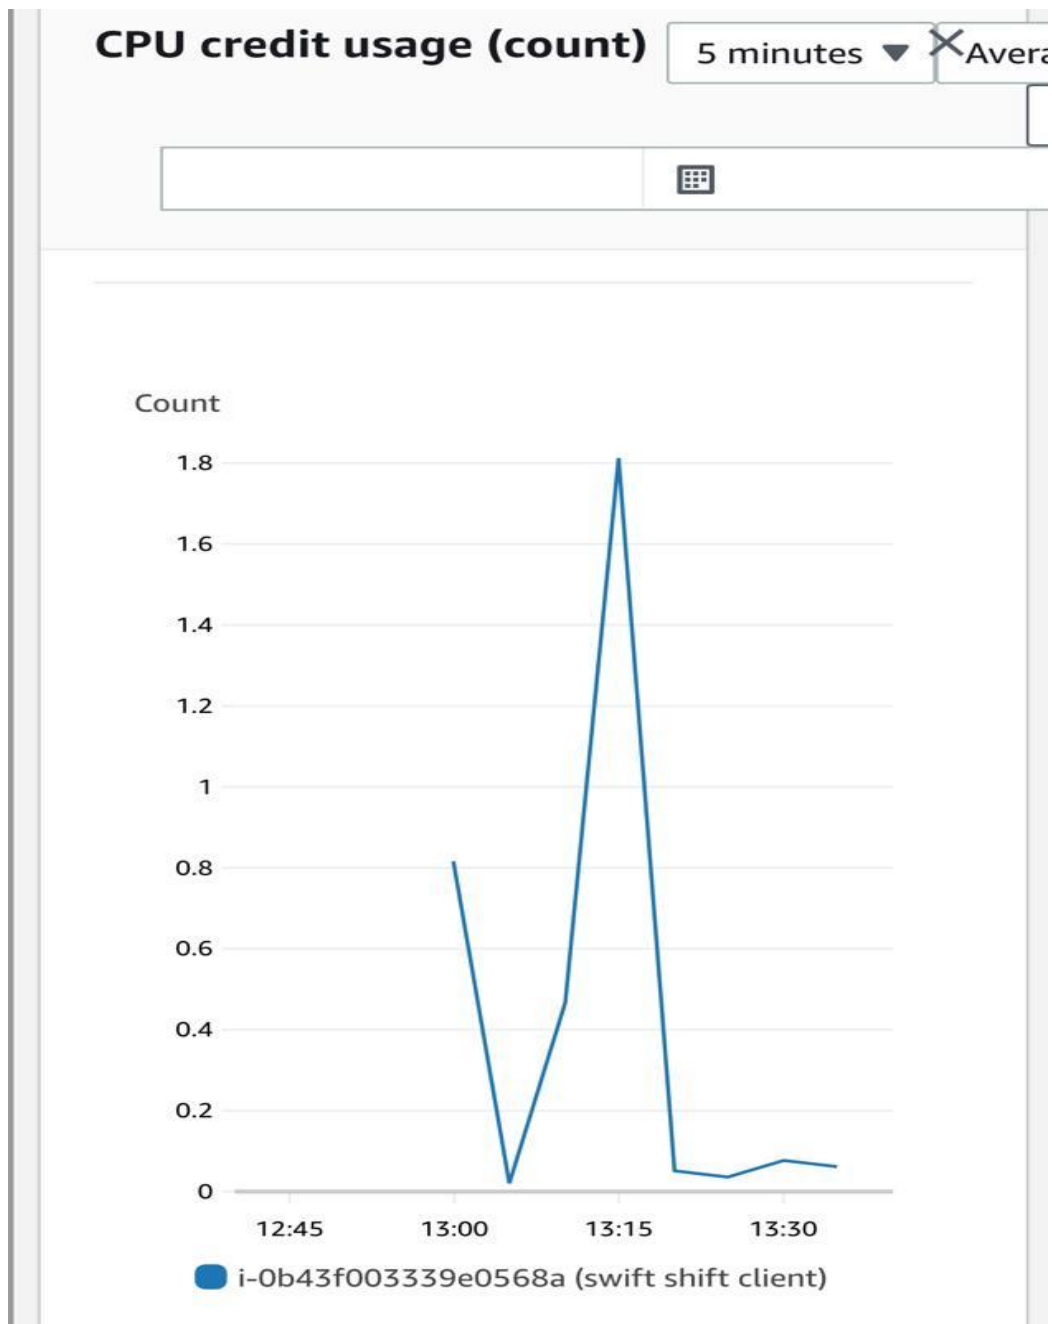 CPU credit usage (count)
5 minutes
Avera
Count
1.8
1.6
1.4
1.2
1
0.8
0.6
0.4
0.2
0
12:45 13:00 13:15 13:30
i-0b43f003339e0568a (swift shift client)